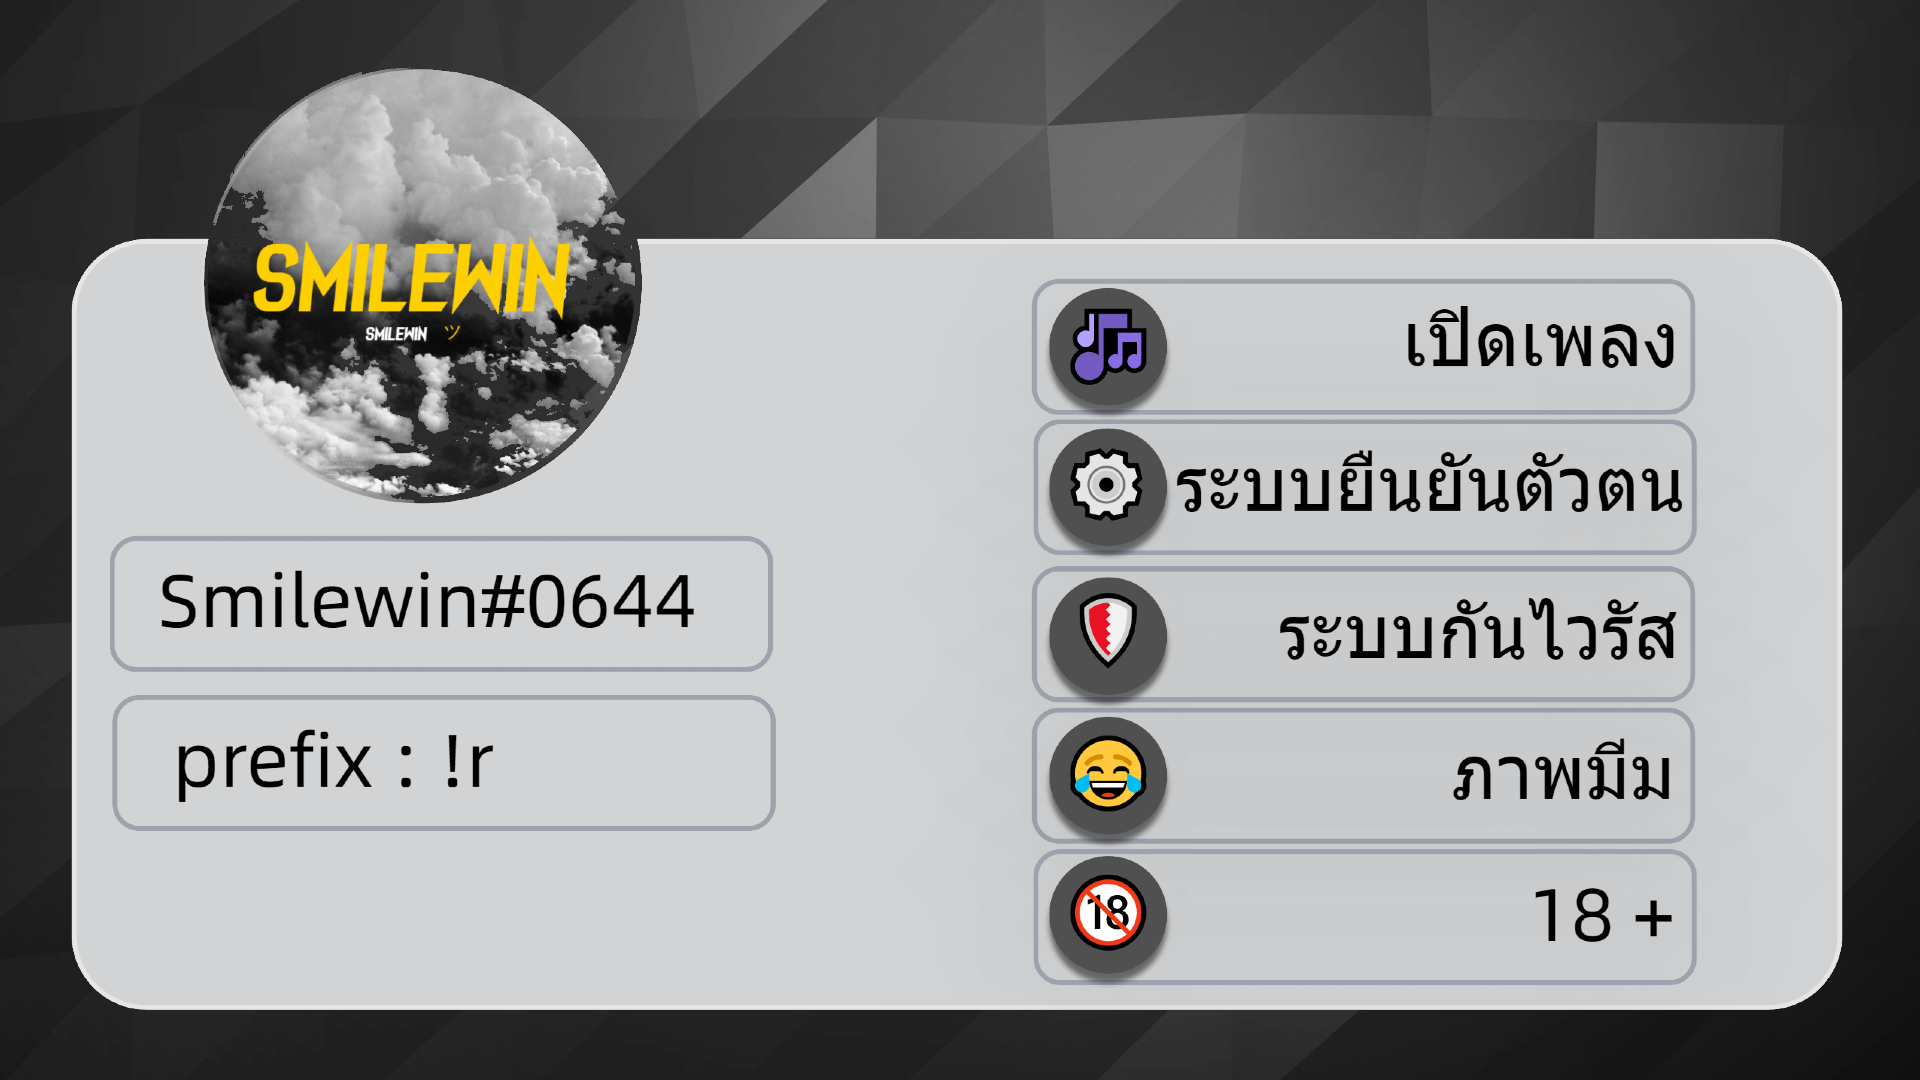 SMILEWIN
SMILEWIN ツ
Smilewin#0644
prefix : !r
เปิดเพลง
ระบบยืนยันตัวตน
ระบบกันไวรัส
ภาพมีม
18
18 +